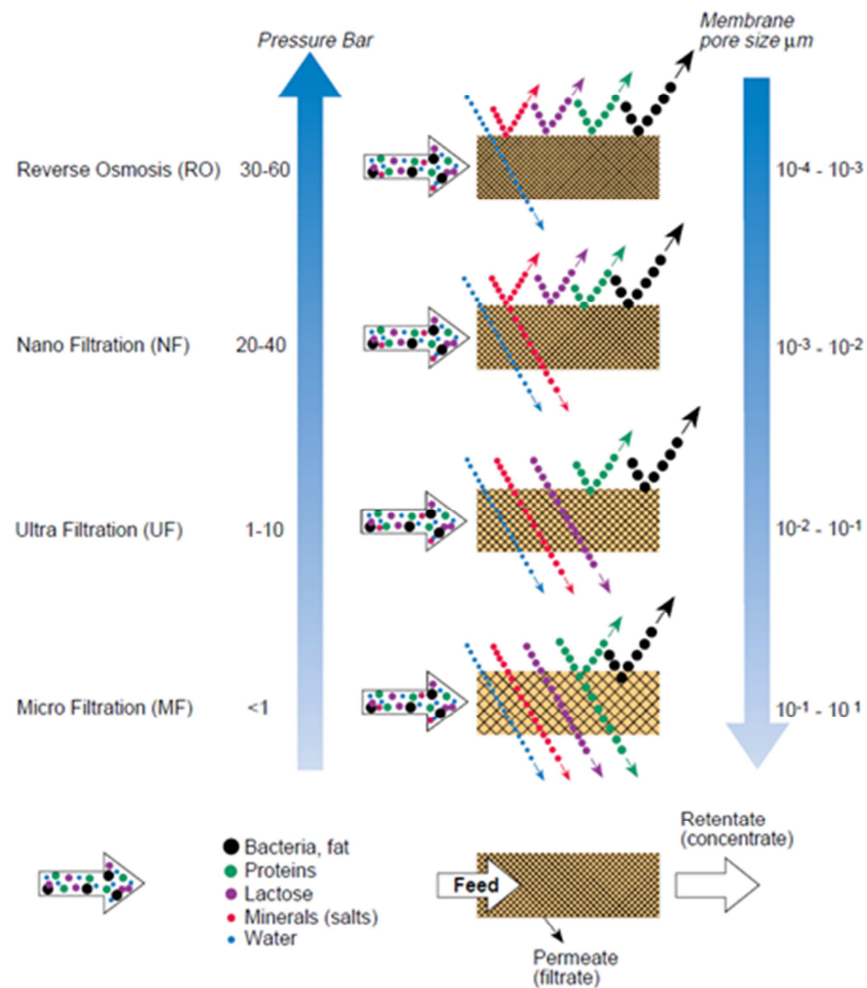 Pressure Bar
Membrane
pore size μm
Reverse Osmosis (RO) 30-60
10-4 - 10-3
Nano Filtration (NF) 20-40
10-3 - 10-2
Ultra Filtration (UF) 1-10
10-2 - 10-1
Micro Filtration (MF) <1
10-1 - 101
Bacteria, fat
Proteins
Lactose
Minerals (salts)
Water
Feed
Retentate
(concentrate)
Permeate
(filtrate)